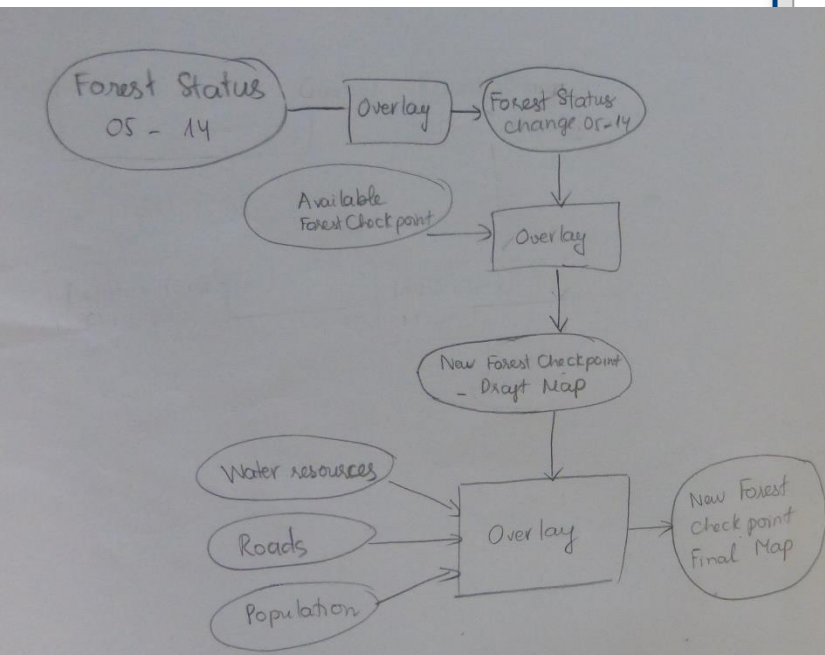 Forest Status
05 - 14
Overlay
Forest Status
change 05-14
Available
Forest Checkpoint
Overlay
New Forest Checkpoint
- Draft Map
Water resources
Roads
Population
Overlay
New Forest
Check point
Final Map